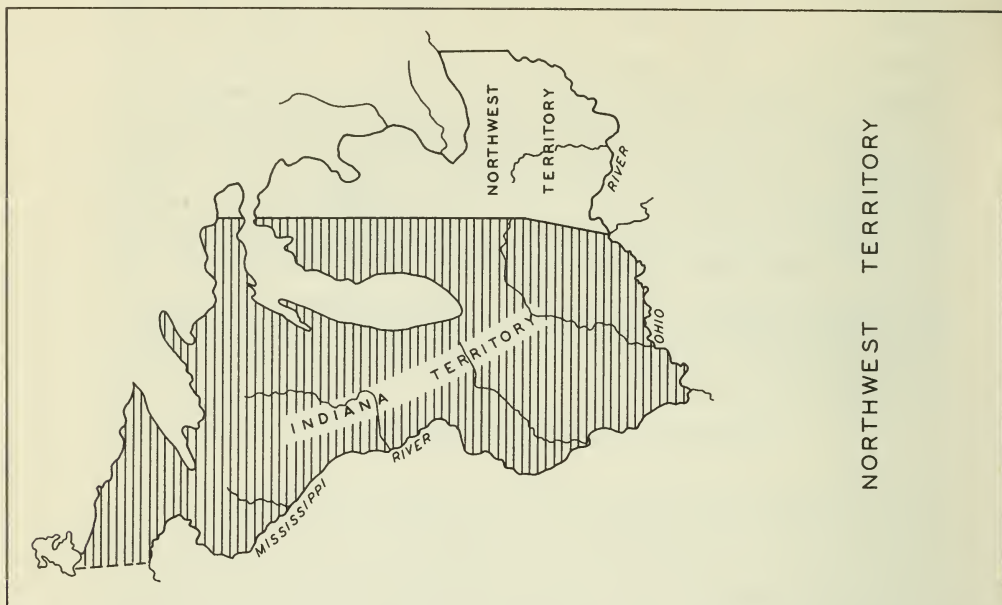 NORTHWEST
TERRITORY
RIVER
INDIANA TERRITORY
OHIO
RIVER
MISSISSIPPI
NORTHWEST TERRITORY